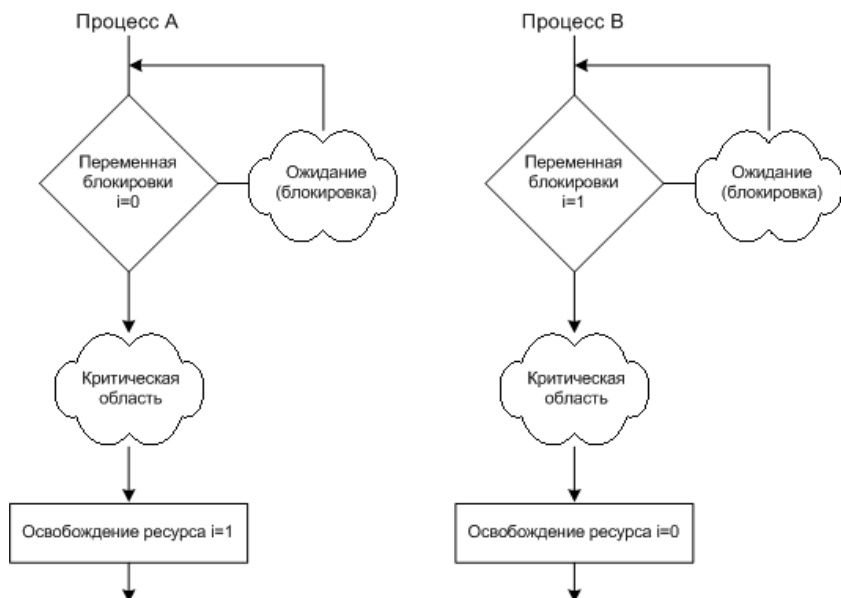 Процесс А
Переменная
блокировки
i=0
Ожидание
(блокировка)
Критическая
область
Освобождение ресурса i=1
Процесс В
Переменная
блокировки
i=1
Ожидание
(блокировка)
Критическая
область
Освобождение ресурса i=0